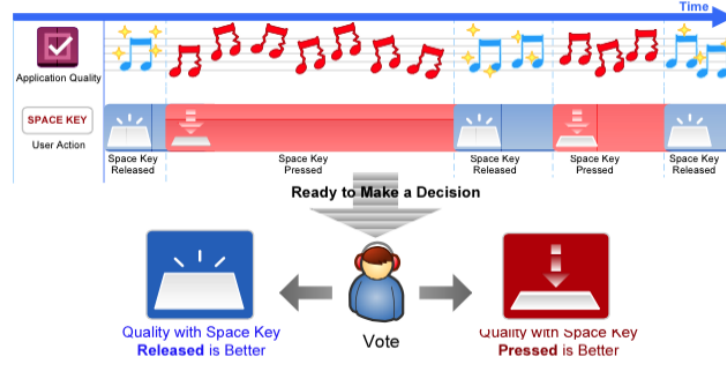 Time
Application Quality
SPACE KEY
User Action
Space Key
Released
Space Key
Pressed
Space Key
Released
Space Key
Pressed
Space Key
Released
Ready to Make a Decision
Quality with Space Key
Released is Better
Vote
Quality with Space Key
Pressed is Better